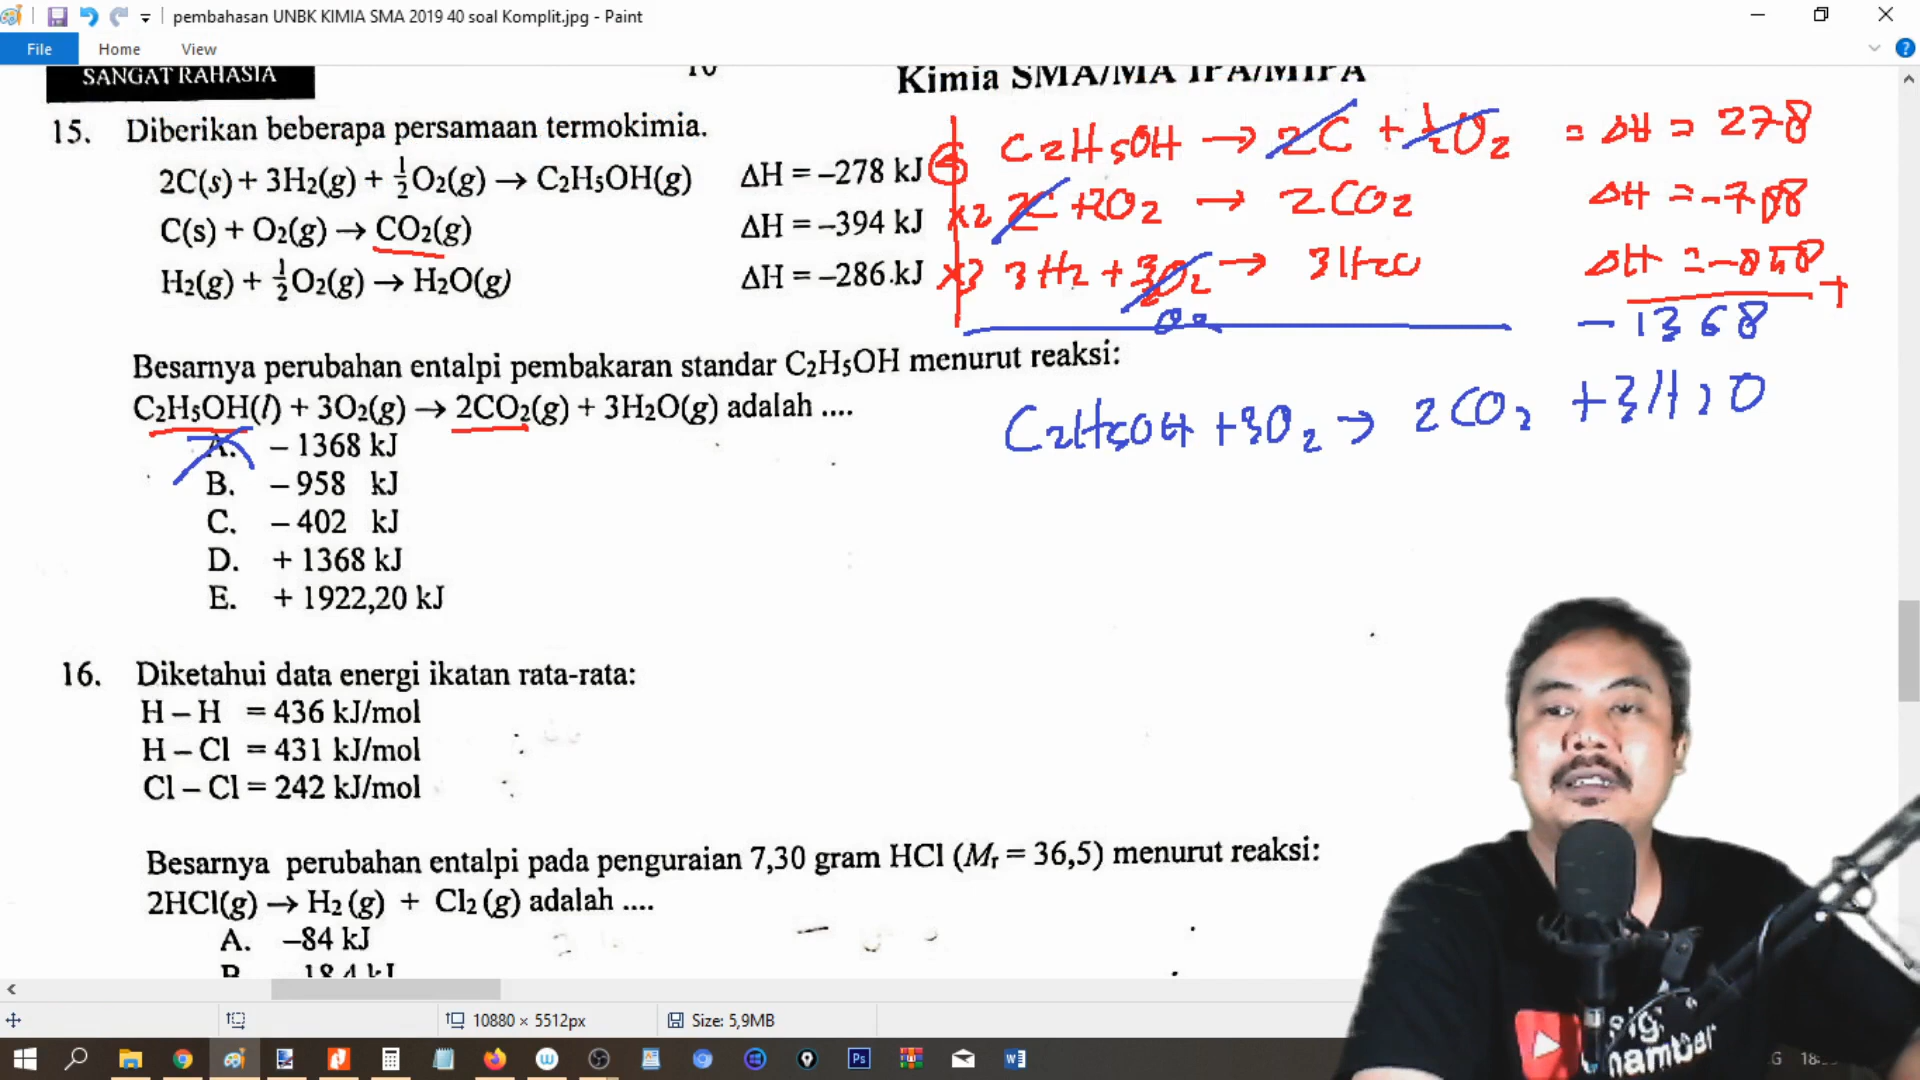 pembahasan UNBK KIMIA SMA 2019 40 soal Komplit.jpg - Paint
File Home View
SANGAT RAHASIA
Kimia SMA/MA IPA/MIPA
15. Diberikan beberapa persamaan termokimia.
2C(s) + 3H₂(g) + ½O₂(g) → C₂H₅OH(g) ΔH = –278 kJ
C(s) + O₂(g) → CO₂(g) ΔH = –394 kJ
H₂(g) + ½O₂(g) → H₂O(g) ΔH = –286 kJ
C2H5OH → 2C + ½O2 = ΔH = 278
x2 2C + 2O2 → 2CO2 ΔH = -788
x3 3H2 + 3/2O2 → 3H2O ΔH = -858 +
- 1368
C2H5OH + 3O2 → 2CO2 + 3H2O
Besarnya perubahan entalpi pembakaran standar C₂H₅OH menurut reaksi:
C₂H₅OH(l) + 3O₂(g) → 2CO₂(g) + 3H₂O(g) adalah ....
A. – 1368 kJ
B. – 958 kJ
C. – 402 kJ
D. + 1368 kJ
E. + 1922,20 kJ
16. Diketahui data energi ikatan rata-rata:
H – H = 436 kJ/mol
H – Cl = 431 kJ/mol
Cl – Cl = 242 kJ/mol
Besarnya perubahan entalpi pada penguraian 7,30 gram HCl (Mr = 36,5) menurut reaksi:
2HCl(g) → H₂ (g) + Cl₂ (g) adalah ....
A. –84 kJ
10880 × 5512px Size: 5,9MB